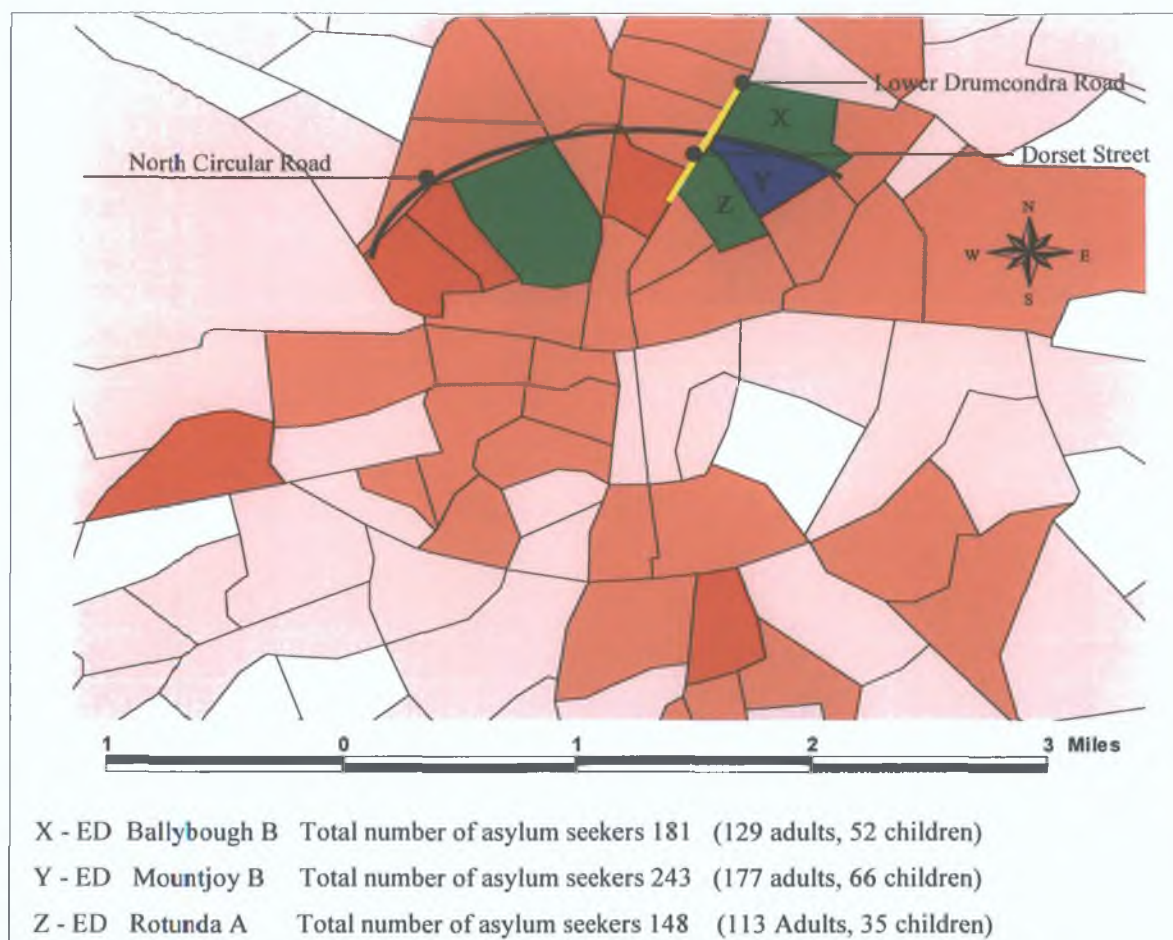 Lower Drumcondra Road
X
North Circular Road
Dorset Street
Y
Z
N
W E
S
1 0 1 2 3 Miles
X - ED Ballybough B Total number of asylum seekers 181 (129 adults, 52 children)
Y - ED Mountjoy B Total number of asylum seekers 243 (177 adults, 66 children)
Z - ED Rotunda A Total number of asylum seekers 148 (113 Adults, 35 children)